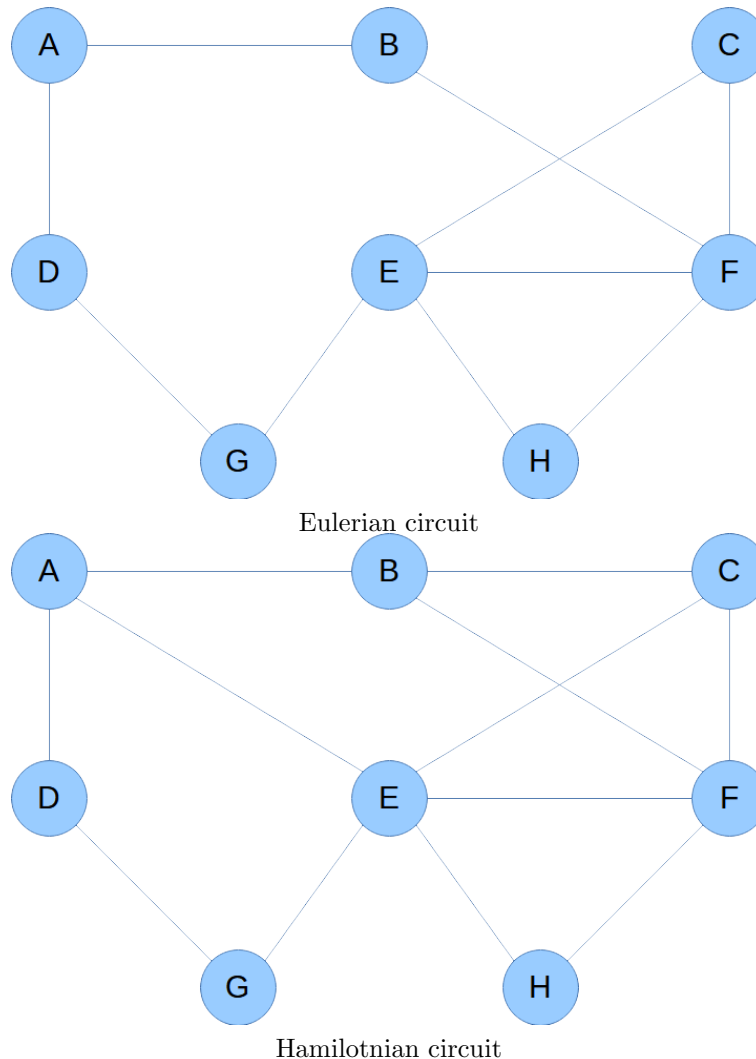 A B C
D E F
G H
Eulerian circuit
A B C
D E F
G H
Hamilotnian circuit